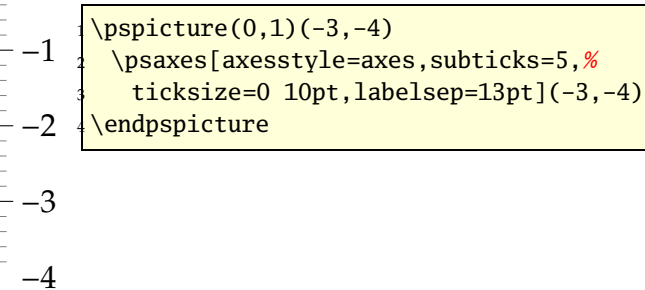 −1
−2
−3
−4
1 \pspicture(0,1)(-3,-4)
2 \psaxes[axesstyle=axes,subticks=5,%
3 ticksize=0 10pt,labelsep=13pt](-3,-4)
4 \endpspicture